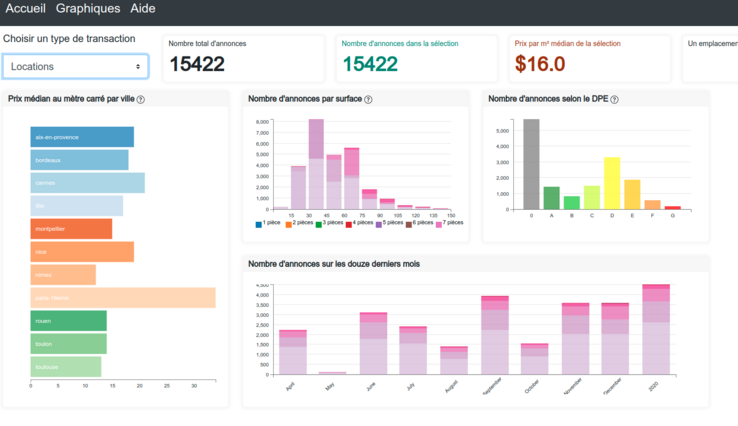 Accueil Graphiques Aide
Choisir un type de transaction
Locations
Nombre total d'annonces
15422
Nombre d'annonces dans la sélection
15422
Prix par m² médian de la sélection
$16.0
Un emplacemen
Prix médian au mètre carré par ville ?
aix-en-provence
bordeaux
cannes
montpellier
nice
nimes
rouen
toulon
toulouse
0 5 10 15 20 25 30
Nombre d'annonces par surface ?
8,000
7,000
6,000
5,000
4,000
3,000
2,000
1,000
0
15 30 45 60 75 90 105 120 135 150
1 pièce 2 pièces 3 pièces 4 pièces 5 pièces 6 pièces 7 pièces
Nombre d'annonces selon le DPE ?
5,000
4,000
3,000
2,000
1,000
0
0 A B C D E F G
Nombre d'annonces sur les douze derniers mois
4,500
4,000
3,500
3,000
2,500
2,000
1,500
1,000
500
0
April May June July August September October November December 2020